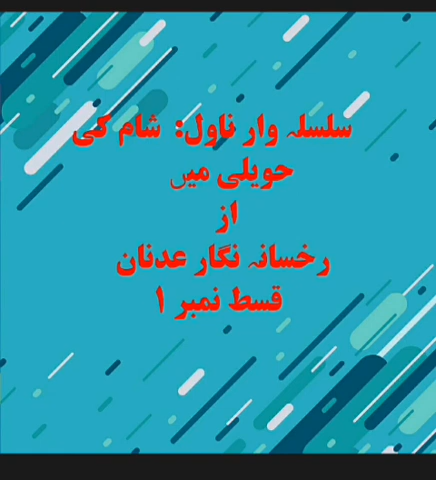 سلسلہ وار ناول: شام کی
حویلی میں
از
رخسانہ نگار عدنان
قسط نمبر ۱